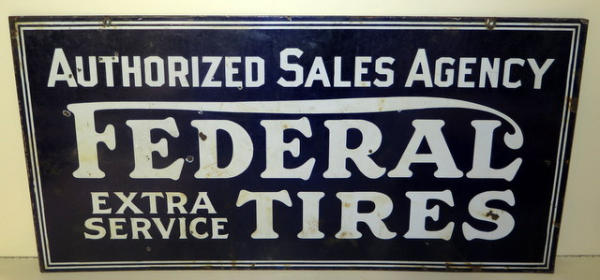 AUTHORIZED SALES AGENCY
FEDERAL
EXTRA SERVICE TIRES